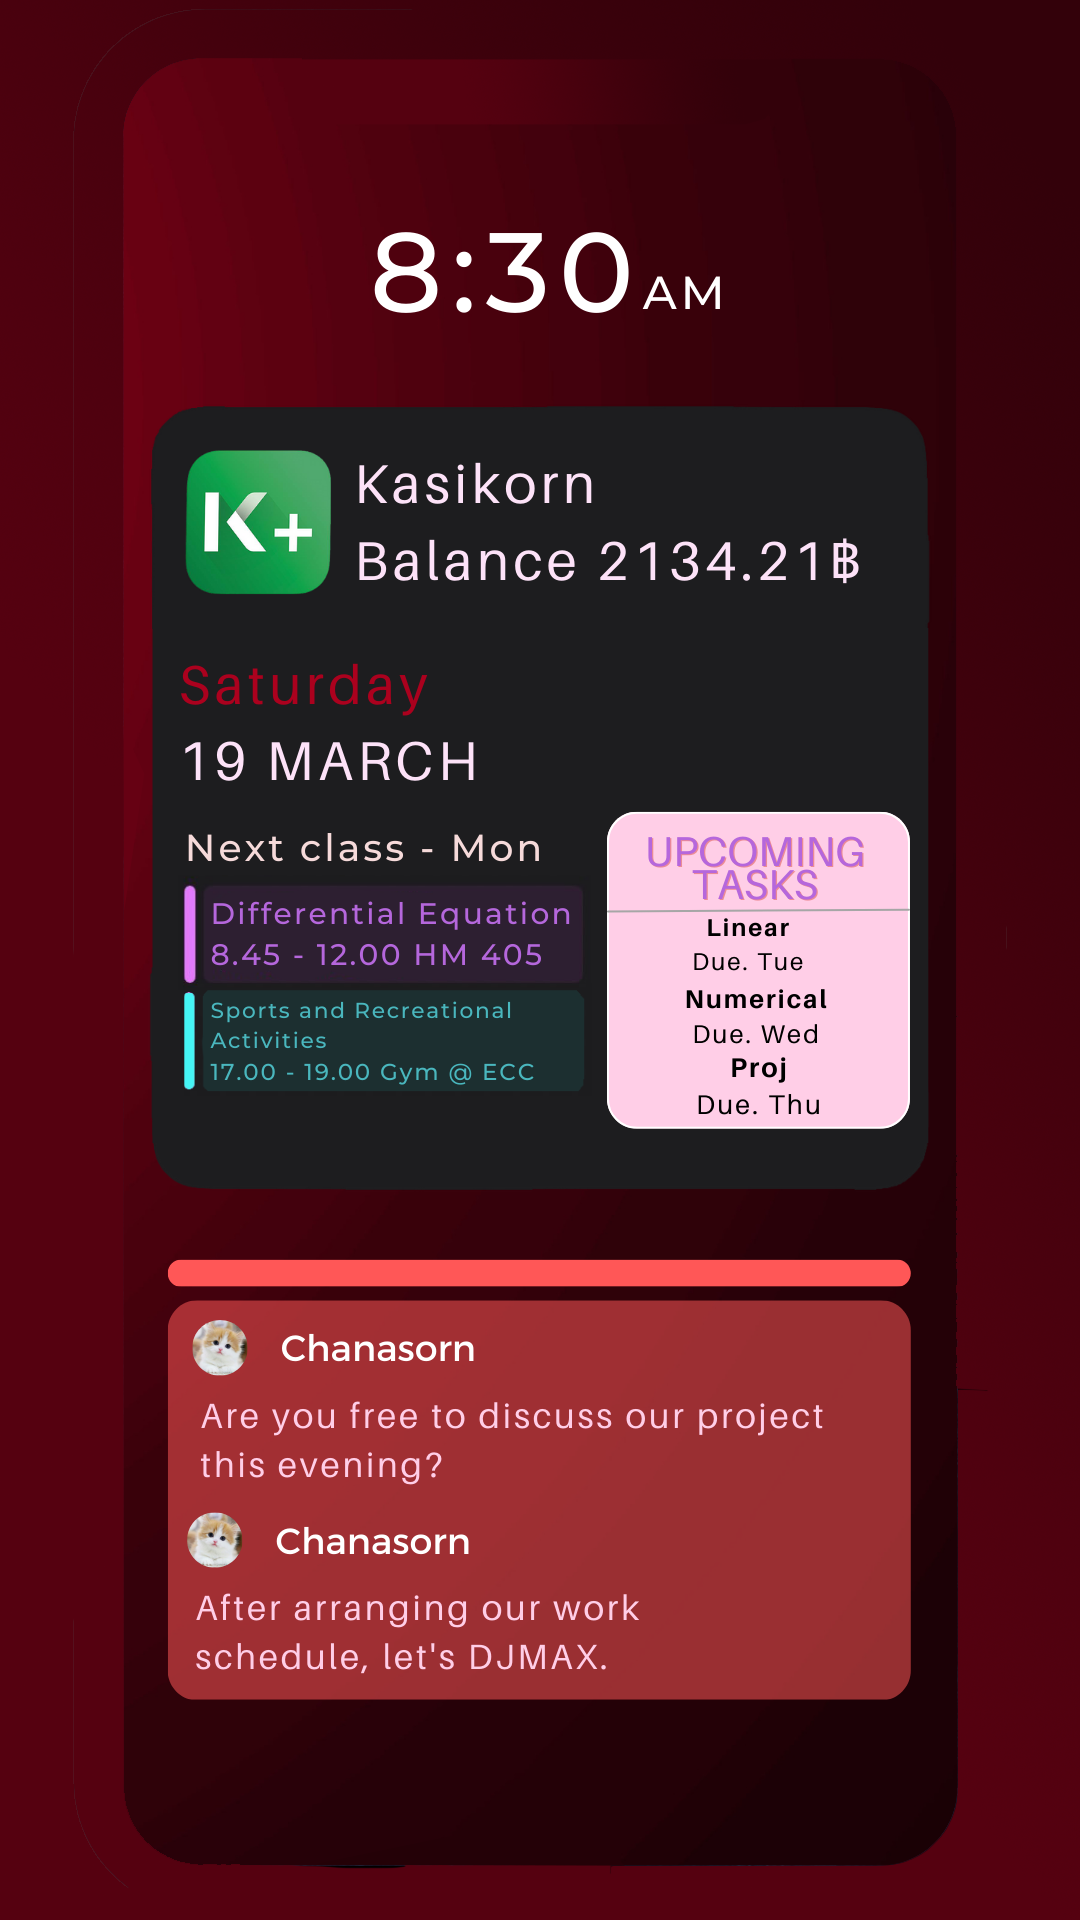 8:30 AM
K+
Kasikorn
Balance 2134.21฿
Saturday
19 MARCH
Next class - Mon
Differential Equation
8.45 - 12.00 HM 405
Sports and Recreational
Activities
17.00 - 19.00 Gym @ ECC
UPCOMING
TASKS
Linear
Due. Tue
Numerical
Due. Wed
Proj
Due. Thu
Chanasorn
Are you free to discuss our project
this evening?
Chanasorn
After arranging our work
schedule, let's DJMAX.